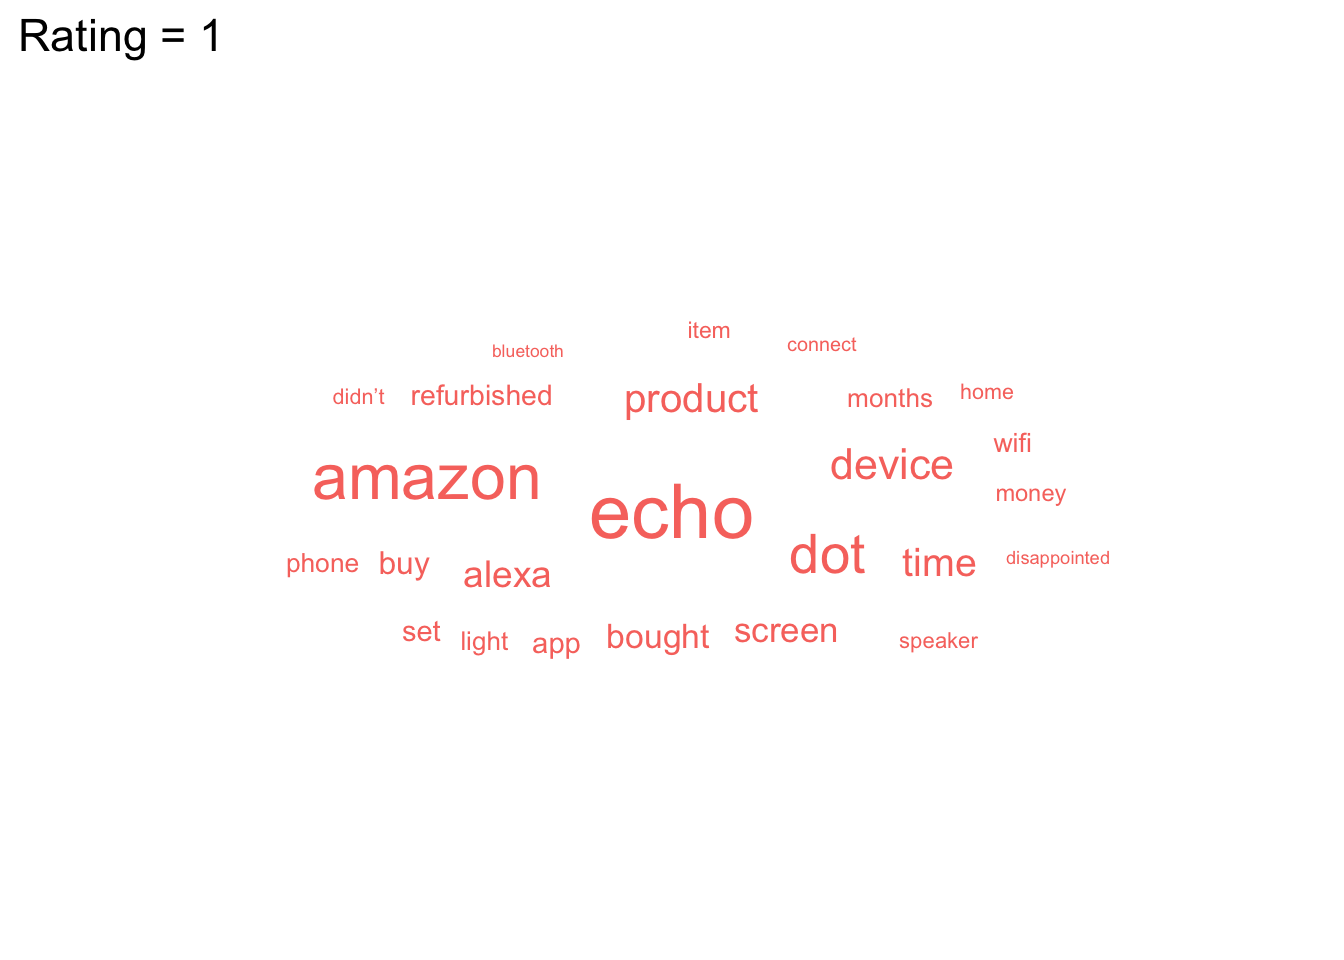 Rating = 1
item
bluetooth
connect
didn’t refurbished product months home
wifi
amazon device
money
echo
dot
phone buy alexa time disappointed
set light app bought screen speaker